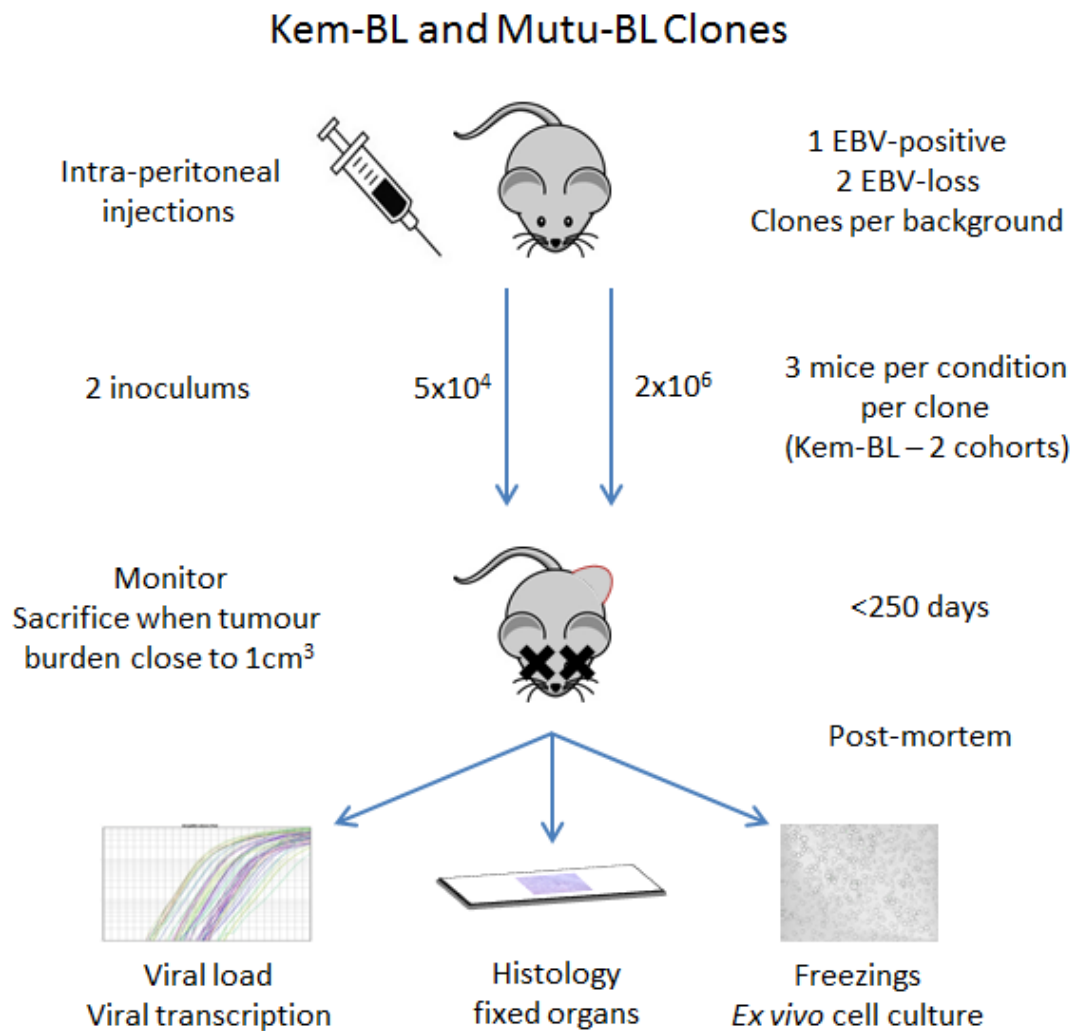 Kem-BL and Mutu-BL Clones
Intra-peritoneal
injections
1 EBV-positive
2 EBV-loss
Clones per background
2 inoculums
5x10⁴
2x10⁶
3 mice per condition
per clone
(Kem-BL – 2 cohorts)
Monitor
Sacrifice when tumour
burden close to 1cm³
<250 days
Post-mortem
Viral load
Viral transcription
Histology
fixed organs
Freezings
Ex vivo cell culture